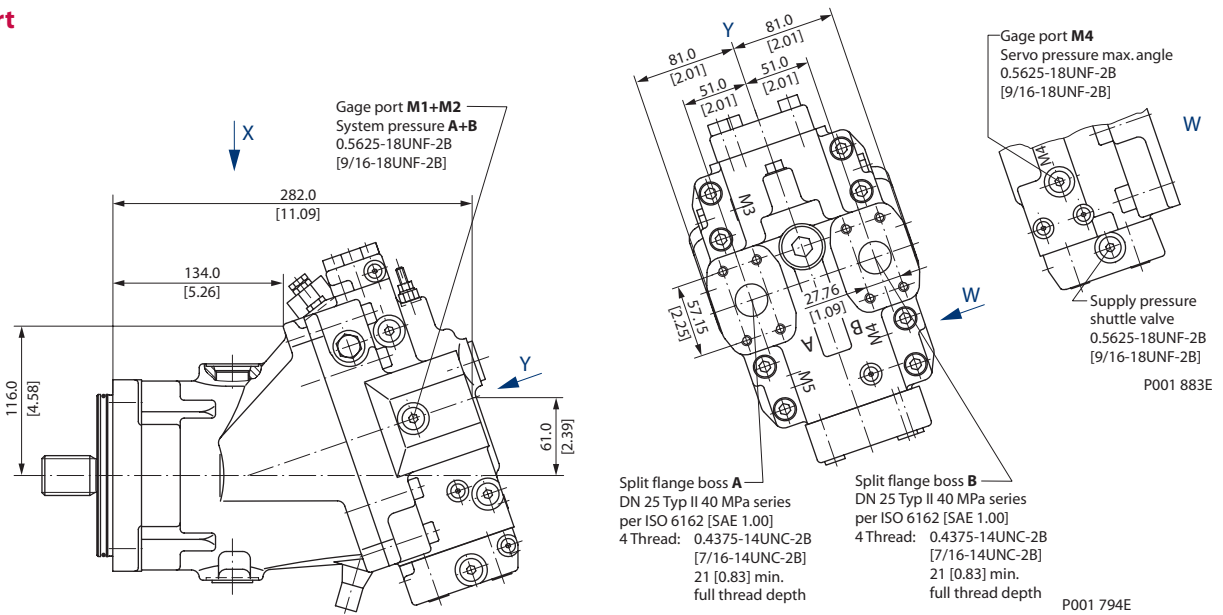 rt
Gage port M1+M2
System pressure A+B
0.5625-18UNF-2B
[9/16-18UNF-2B]
X
282.0
[11.09]
134.0
[5.26]
116.0
[4.58]
Y
61.0
[2.39]
Y
81.0
[2.01]
81.0
[2.01]
51.0
[2.01]
51.0
[2.01]
M3
57.15
[2.25]
27.76
[1.09]
A
B
M4
M5
W
Split flange boss A
DN 25 Typ II 40 MPa series
per ISO 6162 [SAE 1.00]
4 Thread: 0.4375-14UNC-2B
[7/16-14UNC-2B]
21 [0.83] min.
full thread depth
Split flange boss B
DN 25 Typ II 40 MPa series
per ISO 6162 [SAE 1.00]
4 Thread: 0.4375-14UNC-2B
[7/16-14UNC-2B]
21 [0.83] min.
full thread depth
P001 794E
Gage port M4
Servo pressure max. angle
0.5625-18UNF-2B
[9/16-18UNF-2B]
W
M4
Supply pressure
shuttle valve
0.5625-18UNF-2B
[9/16-18UNF-2B]
P001 883E